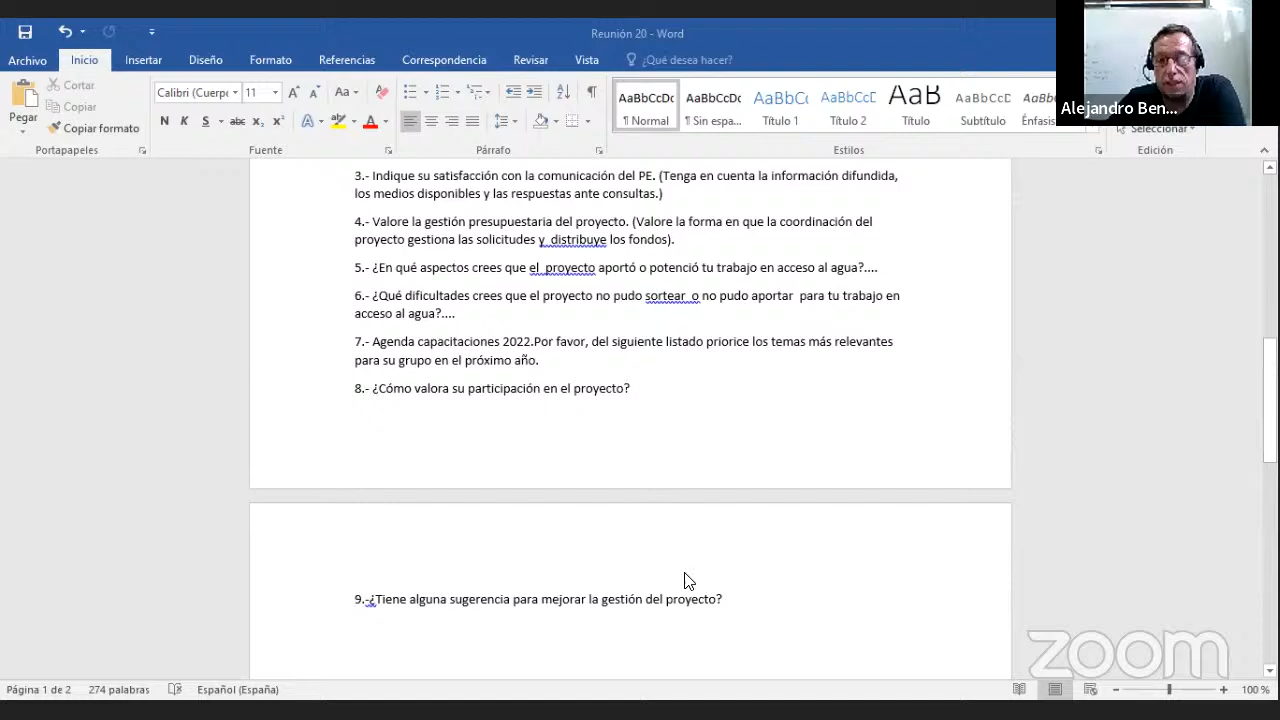 Reunión 20 - Word
Archivo Inicio Insertar Diseño Formato Referencias Correspondencia Revisar Vista ¿Qué desea hacer?
Alejandro Ben...
Pegar
Cortar
Copiar
Copiar formato
Calibri (Cuerpo 11
Aa
N K S abc x₂ x²
A A
AaBbCcDc AaBbCcDc AaBbCc AaBbCcD AaB AaBbCcD AaBbCcDc
¶ Normal ¶ Sin espa... Título 1 Título 2 Título Subtítulo Énfasis
Seleccionar
Portapapeles Fuente Párrafo Estilos Edición
3.- Indique su satisfacción con la comunicación del PE. (Tenga en cuenta la información difundida,
los medios disponibles y las respuestas ante consultas.)
4.- Valore la gestión presupuestaria del proyecto. (Valore la forma en que la coordinación del
proyecto gestiona las solicitudes y  distribuye los fondos).
5.- ¿En qué aspectos crees que el  proyecto aportó o potenció tu trabajo en acceso al agua?....
6.- ¿Qué dificultades crees que el proyecto no pudo sortear  o no pudo aportar  para tu trabajo en
acceso al agua?....
7.- Agenda capacitaciones 2022.Por favor, del siguiente listado priorice los temas más relevantes
para su grupo en el próximo año.
8.- ¿Cómo valora su participación en el proyecto?
9.-¿Tiene alguna sugerencia para mejorar la gestión del proyecto?
zoom
Página 1 de 2 274 palabras Español (España) 100 %